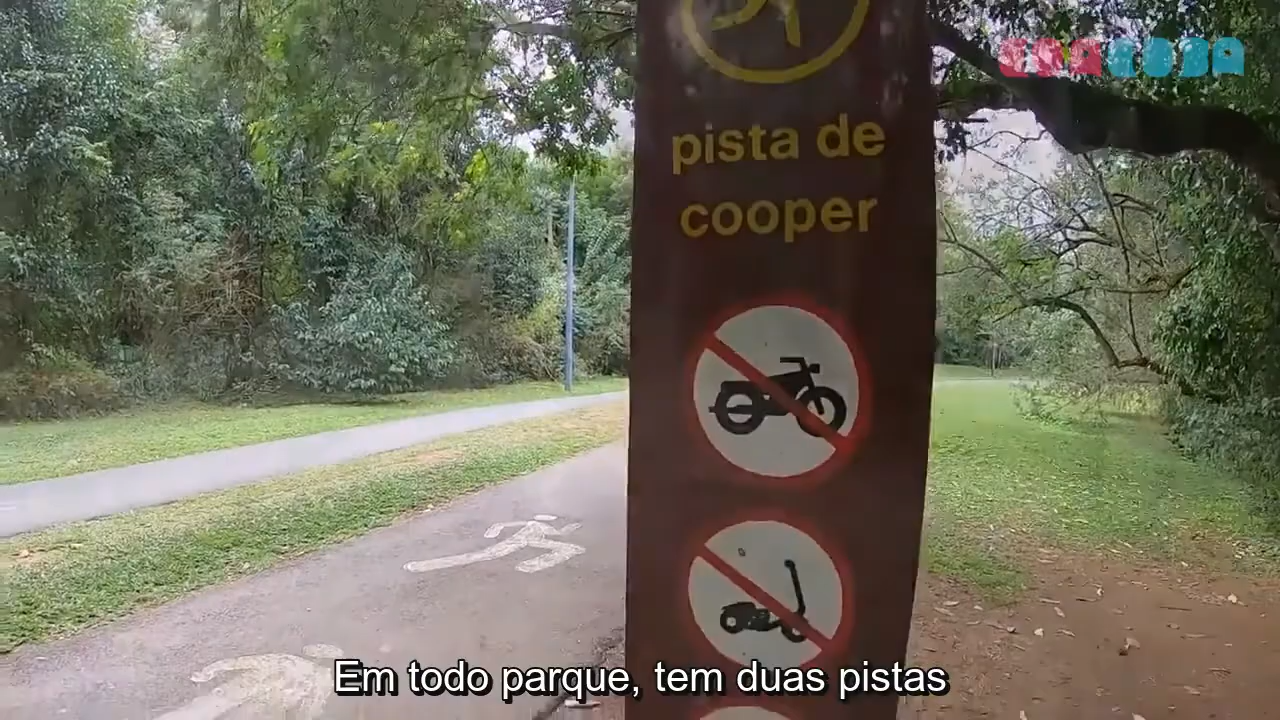 pista de
cooper
Em todo parque, tem duas pistas